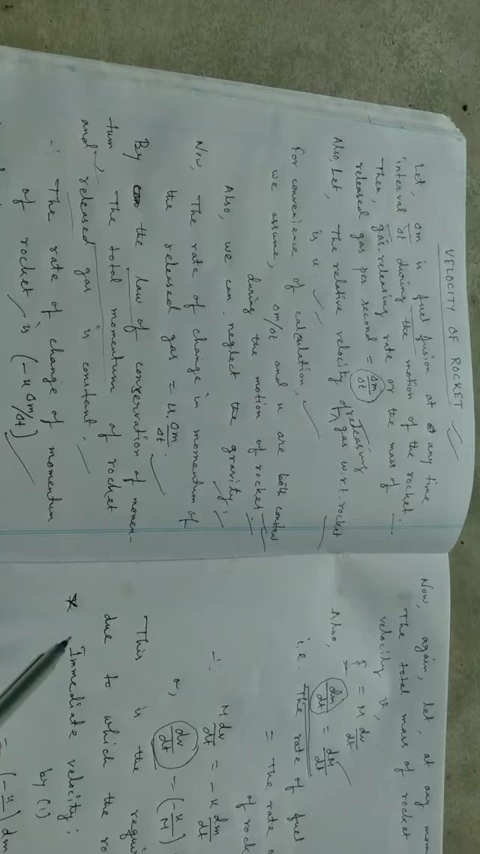 VELOCITY OF ROCKET
Let, Δm is fuel fusion at any time
interval Δt during the motion of the rocket.
Then, gas releasing rate or the mass of
released gas per second = Δm/Δt
Also let, The relative velocity of releasing gas w.r.t. rocket
is u.
For convenience of calculation,
we assume, Δm/Δt and u are both constant
during the motion of rocket.
Also, we can neglect the gravity.
Now, The rate of change in momentum of
the released gas = u. Δm/Δt.
By the law of conservation of momen-
tum, The total momentum of rocket
and released gas is constant.
∴ The rate of change of momentum
of rocket is (-u Δm/Δt)
Now, again, let, at any mom
The total mass of rocket
velocity v,
f = M dv/dt
Also, dm/dt = dM/dt
i.e. The rate of fuel
= The rate o
of rock
∴ M dv/dt = -u dm/dt
or, dv/dt = (-u/M)
This is the requi
due to which the ro
* Immediate velocity:
by (1)
= (-u/M) dm